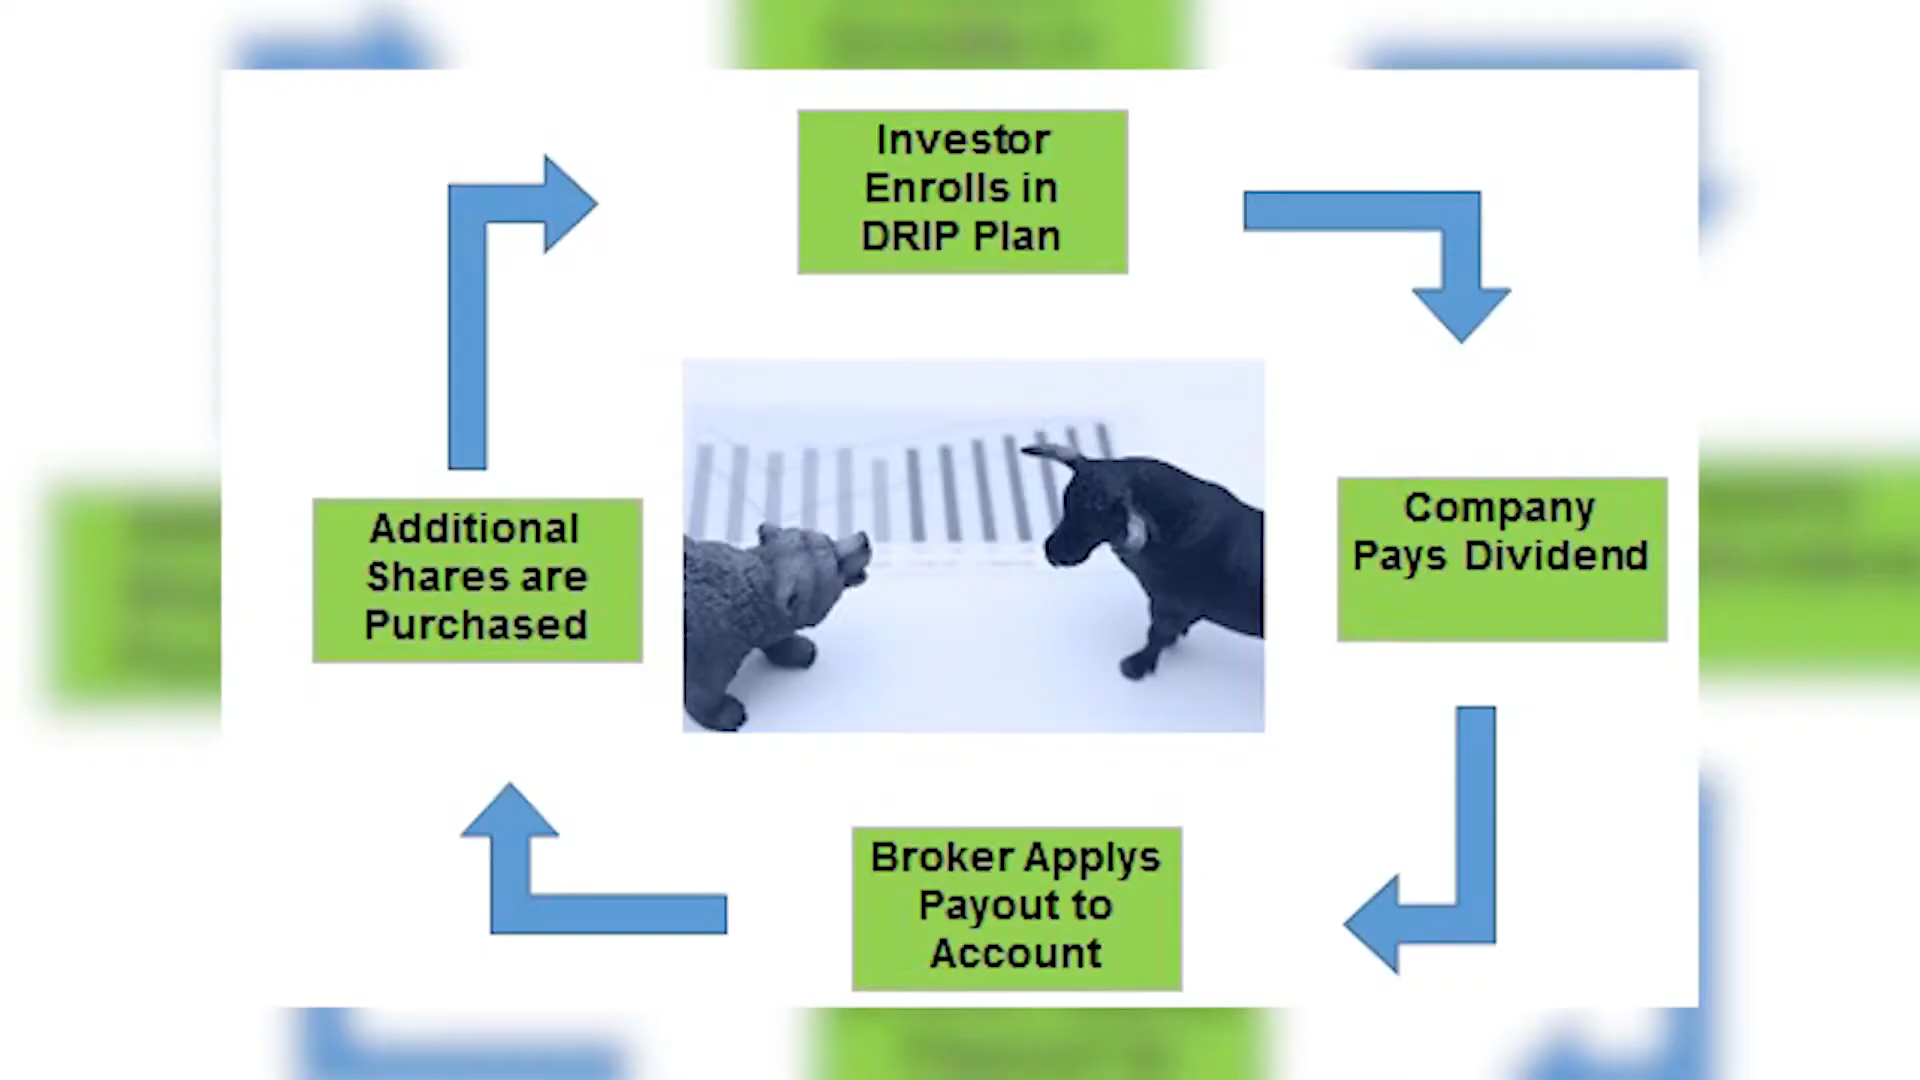 Investor
Enrolls in
DRIP Plan
Company
Pays Dividend
Broker Applys
Payout to
Account
Additional
Shares are
Purchased